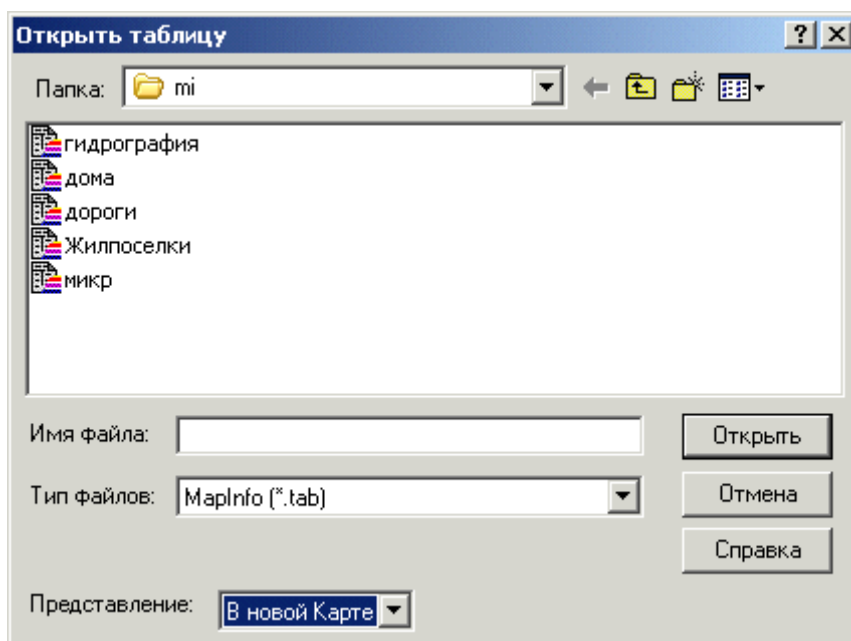 Открыть таблицу
Папка: mi
гидрография
дома
дороги
Жилпоселки
микр
Имя файла: Открыть
Тип файлов: MapInfo (*.tab) Отмена
Справка
Представление: В новой Карте